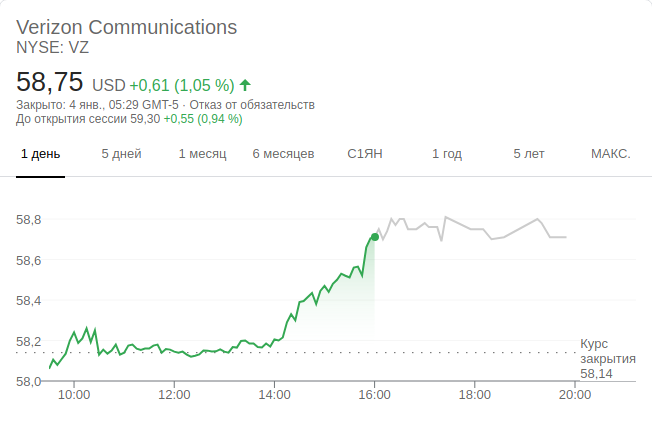 Verizon Communications
NYSE: VZ
58,75 USD +0,61 (1,05 %)
Закрыто: 4 янв., 05:29 GMT-5 · Отказ от обязательств
До открытия сессии 59,30 +0,55 (0,94 %)
1 день 5 дней 1 месяц 6 месяцев С1ЯН 1 год 5 лет МАКС.
58,8
58,6
58,4
58,2
Курс
закрытия
58,14
58,0
10:00 12:00 14:00 16:00 18:00 20:00